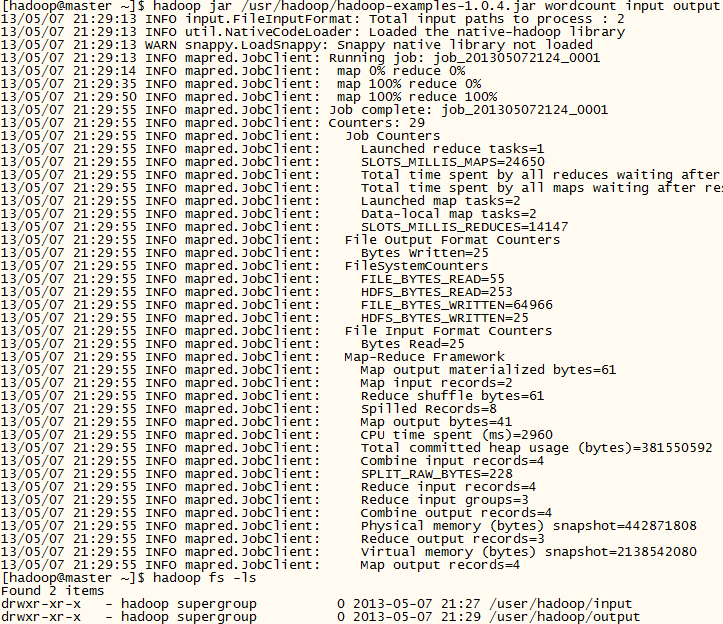 [hadoop@master ~]$ hadoop jar /usr/hadoop/hadoop-examples-1.0.4.jar wordcount input output
13/05/07 21:29:13 INFO input.FileInputFormat: Total input paths to process : 2
13/05/07 21:29:13 INFO util.NativeCodeLoader: Loaded the native-hadoop library
13/05/07 21:29:13 WARN snappy.LoadSnappy: Snappy native library not loaded
13/05/07 21:29:13 INFO mapred.JobClient: Running job: job_201305072124_0001
13/05/07 21:29:14 INFO mapred.JobClient:  map 0% reduce 0%
13/05/07 21:29:35 INFO mapred.JobClient:  map 100% reduce 0%
13/05/07 21:29:50 INFO mapred.JobClient:  map 100% reduce 100%
13/05/07 21:29:55 INFO mapred.JobClient: Job complete: job_201305072124_0001
13/05/07 21:29:55 INFO mapred.JobClient: Counters: 29
13/05/07 21:29:55 INFO mapred.JobClient:   Job Counters
13/05/07 21:29:55 INFO mapred.JobClient:     Launched reduce tasks=1
13/05/07 21:29:55 INFO mapred.JobClient:     SLOTS_MILLIS_MAPS=24650
13/05/07 21:29:55 INFO mapred.JobClient:     Total time spent by all reduces waiting after
13/05/07 21:29:55 INFO mapred.JobClient:     Total time spent by all maps waiting after res
13/05/07 21:29:55 INFO mapred.JobClient:     Launched map tasks=2
13/05/07 21:29:55 INFO mapred.JobClient:     Data-local map tasks=2
13/05/07 21:29:55 INFO mapred.JobClient:     SLOTS_MILLIS_REDUCES=14147
13/05/07 21:29:55 INFO mapred.JobClient:   File Output Format Counters
13/05/07 21:29:55 INFO mapred.JobClient:     Bytes Written=25
13/05/07 21:29:55 INFO mapred.JobClient:   FileSystemCounters
13/05/07 21:29:55 INFO mapred.JobClient:     FILE_BYTES_READ=55
13/05/07 21:29:55 INFO mapred.JobClient:     HDFS_BYTES_READ=253
13/05/07 21:29:55 INFO mapred.JobClient:     FILE_BYTES_WRITTEN=64966
13/05/07 21:29:55 INFO mapred.JobClient:     HDFS_BYTES_WRITTEN=25
13/05/07 21:29:55 INFO mapred.JobClient:   File Input Format Counters
13/05/07 21:29:55 INFO mapred.JobClient:     Bytes Read=25
13/05/07 21:29:55 INFO mapred.JobClient:   Map-Reduce Framework
13/05/07 21:29:55 INFO mapred.JobClient:     Map output materialized bytes=61
13/05/07 21:29:55 INFO mapred.JobClient:     Map input records=2
13/05/07 21:29:55 INFO mapred.JobClient:     Reduce shuffle bytes=61
13/05/07 21:29:55 INFO mapred.JobClient:     Spilled Records=8
13/05/07 21:29:55 INFO mapred.JobClient:     Map output bytes=41
13/05/07 21:29:55 INFO mapred.JobClient:     CPU time spent (ms)=2960
13/05/07 21:29:55 INFO mapred.JobClient:     Total committed heap usage (bytes)=381550592
13/05/07 21:29:55 INFO mapred.JobClient:     Combine input records=4
13/05/07 21:29:55 INFO mapred.JobClient:     SPLIT_RAW_BYTES=228
13/05/07 21:29:55 INFO mapred.JobClient:     Reduce input records=4
13/05/07 21:29:55 INFO mapred.JobClient:     Reduce input groups=3
13/05/07 21:29:55 INFO mapred.JobClient:     Combine output records=4
13/05/07 21:29:55 INFO mapred.JobClient:     Physical memory (bytes) snapshot=442871808
13/05/07 21:29:55 INFO mapred.JobClient:     Reduce output records=3
13/05/07 21:29:55 INFO mapred.JobClient:     Virtual memory (bytes) snapshot=2138542080
13/05/07 21:29:55 INFO mapred.JobClient:     Map output records=4
[hadoop@master ~]$ hadoop fs -ls
Found 2 items
drwxr-xr-x   - hadoop supergroup          0 2013-05-07 21:27 /user/hadoop/input
drwxr-xr-x   - hadoop supergroup          0 2013-05-07 21:29 /user/hadoop/output